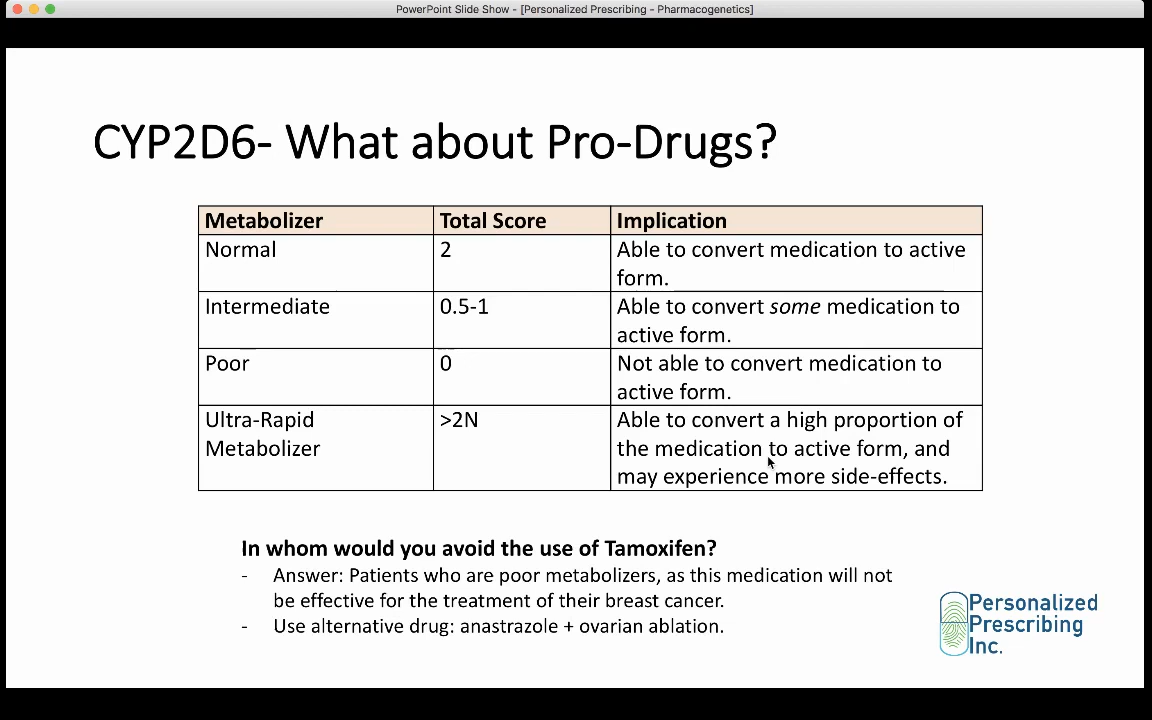 PowerPoint Slide Show - [Personalized Prescribing - Pharmacogenetics]
CYP2D6- What about Pro-Drugs?
Metabolizer Total Score Implication
Normal 2 Able to convert medication to active
form.
Intermediate 0.5-1 Able to convert some medication to
active form.
Poor 0 Not able to convert medication to
active form.
Ultra-Rapid >2N Able to convert a high proportion of
Metabolizer the medication to active form, and
may experience more side-effects.
In whom would you avoid the use of Tamoxifen?
- Answer: Patients who are poor metabolizers, as this medication will not
be effective for the treatment of their breast cancer.
- Use alternative drug: anastrazole + ovarian ablation.
Personalized
Prescribing
Inc.